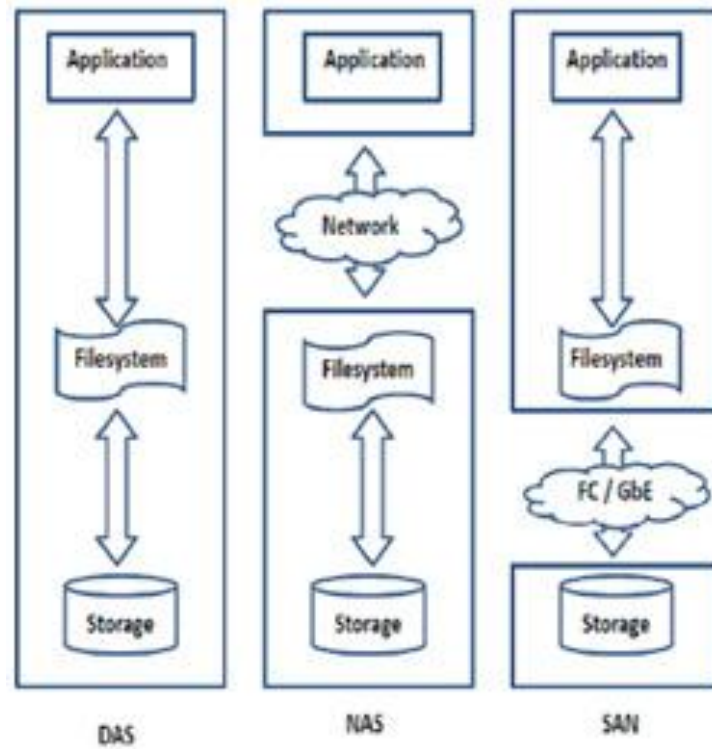 Application
Filesystem
Storage
DAS
Application
Network
Filesystem
Storage
NAS
Application
Filesystem
FC / GbE
Storage
SAN